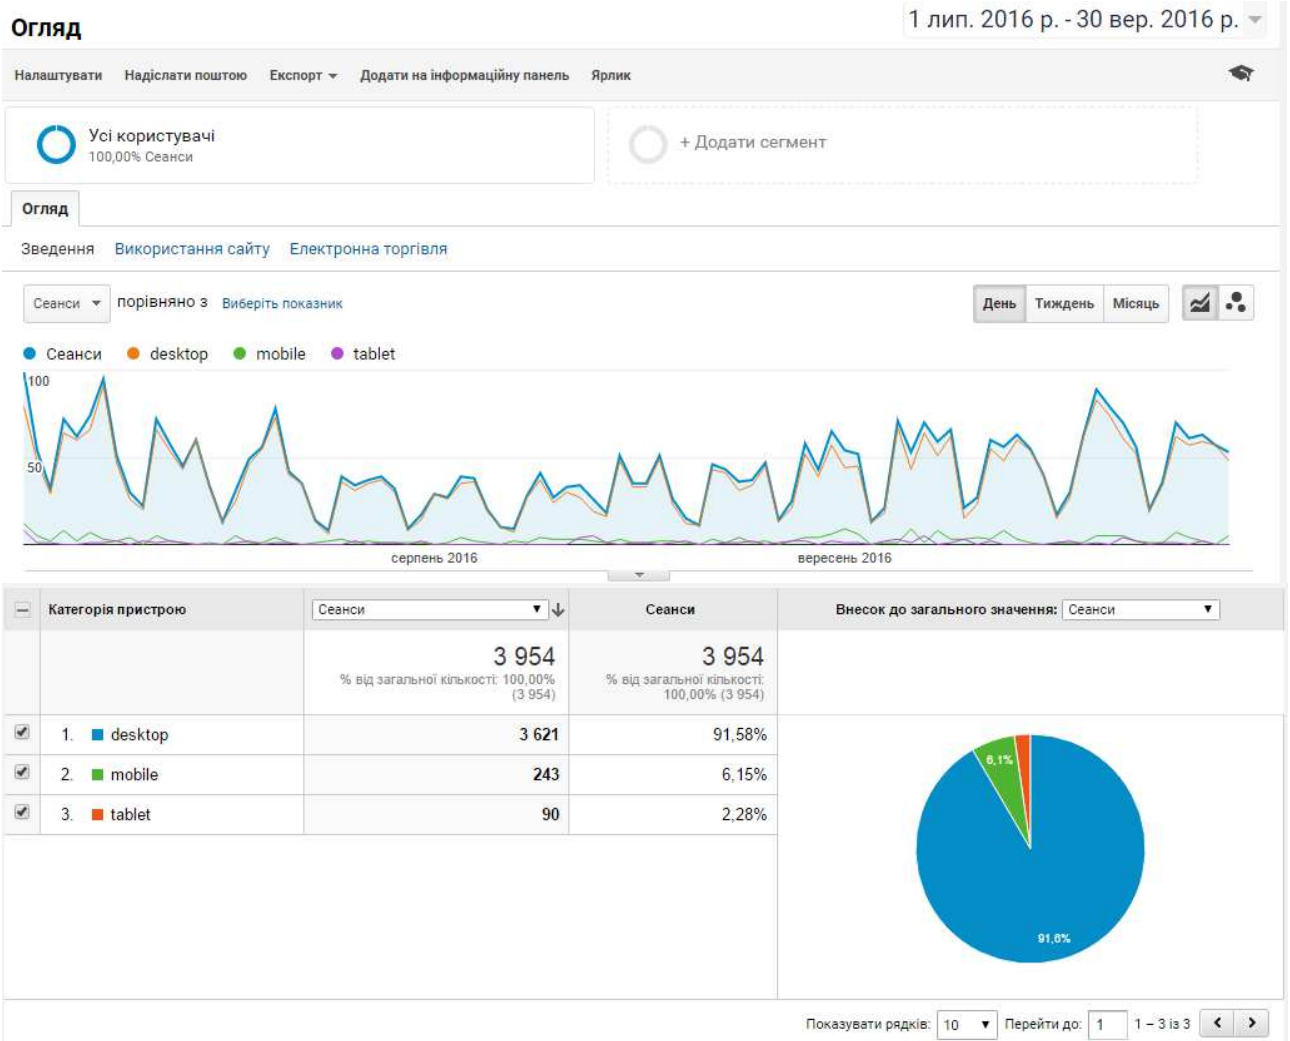 Огляд
1 лип. 2016 р. - 30 вер. 2016 р.
Налаштувати Надіслати поштою Експорт Додати на інформаційну панель Ярлик
Усі користувачі
100,00% Сеанси
+ Додати сегмент
Огляд
Зведення Використання сайту Електронна торгівля
Сеанси порівняно з Виберіть показник
День Тиждень Місяць
Сеанси desktop mobile tablet
100
50
серпень 2016 вересень 2016
Категорія пристрою Сеанси Сеанси Внесок до загального значення: Сеанси
3 954 3 954
% від загальної кількості: 100,00% % від загальної кількості:
(3 954) 100,00% (3 954)
1. desktop 3 621 91,58%
2. mobile 243 6,15%
3. tablet 90 2,28%
6,1%
91,6%
Показувати рядків: 10 Перейти до: 1 1 – 3 із 3